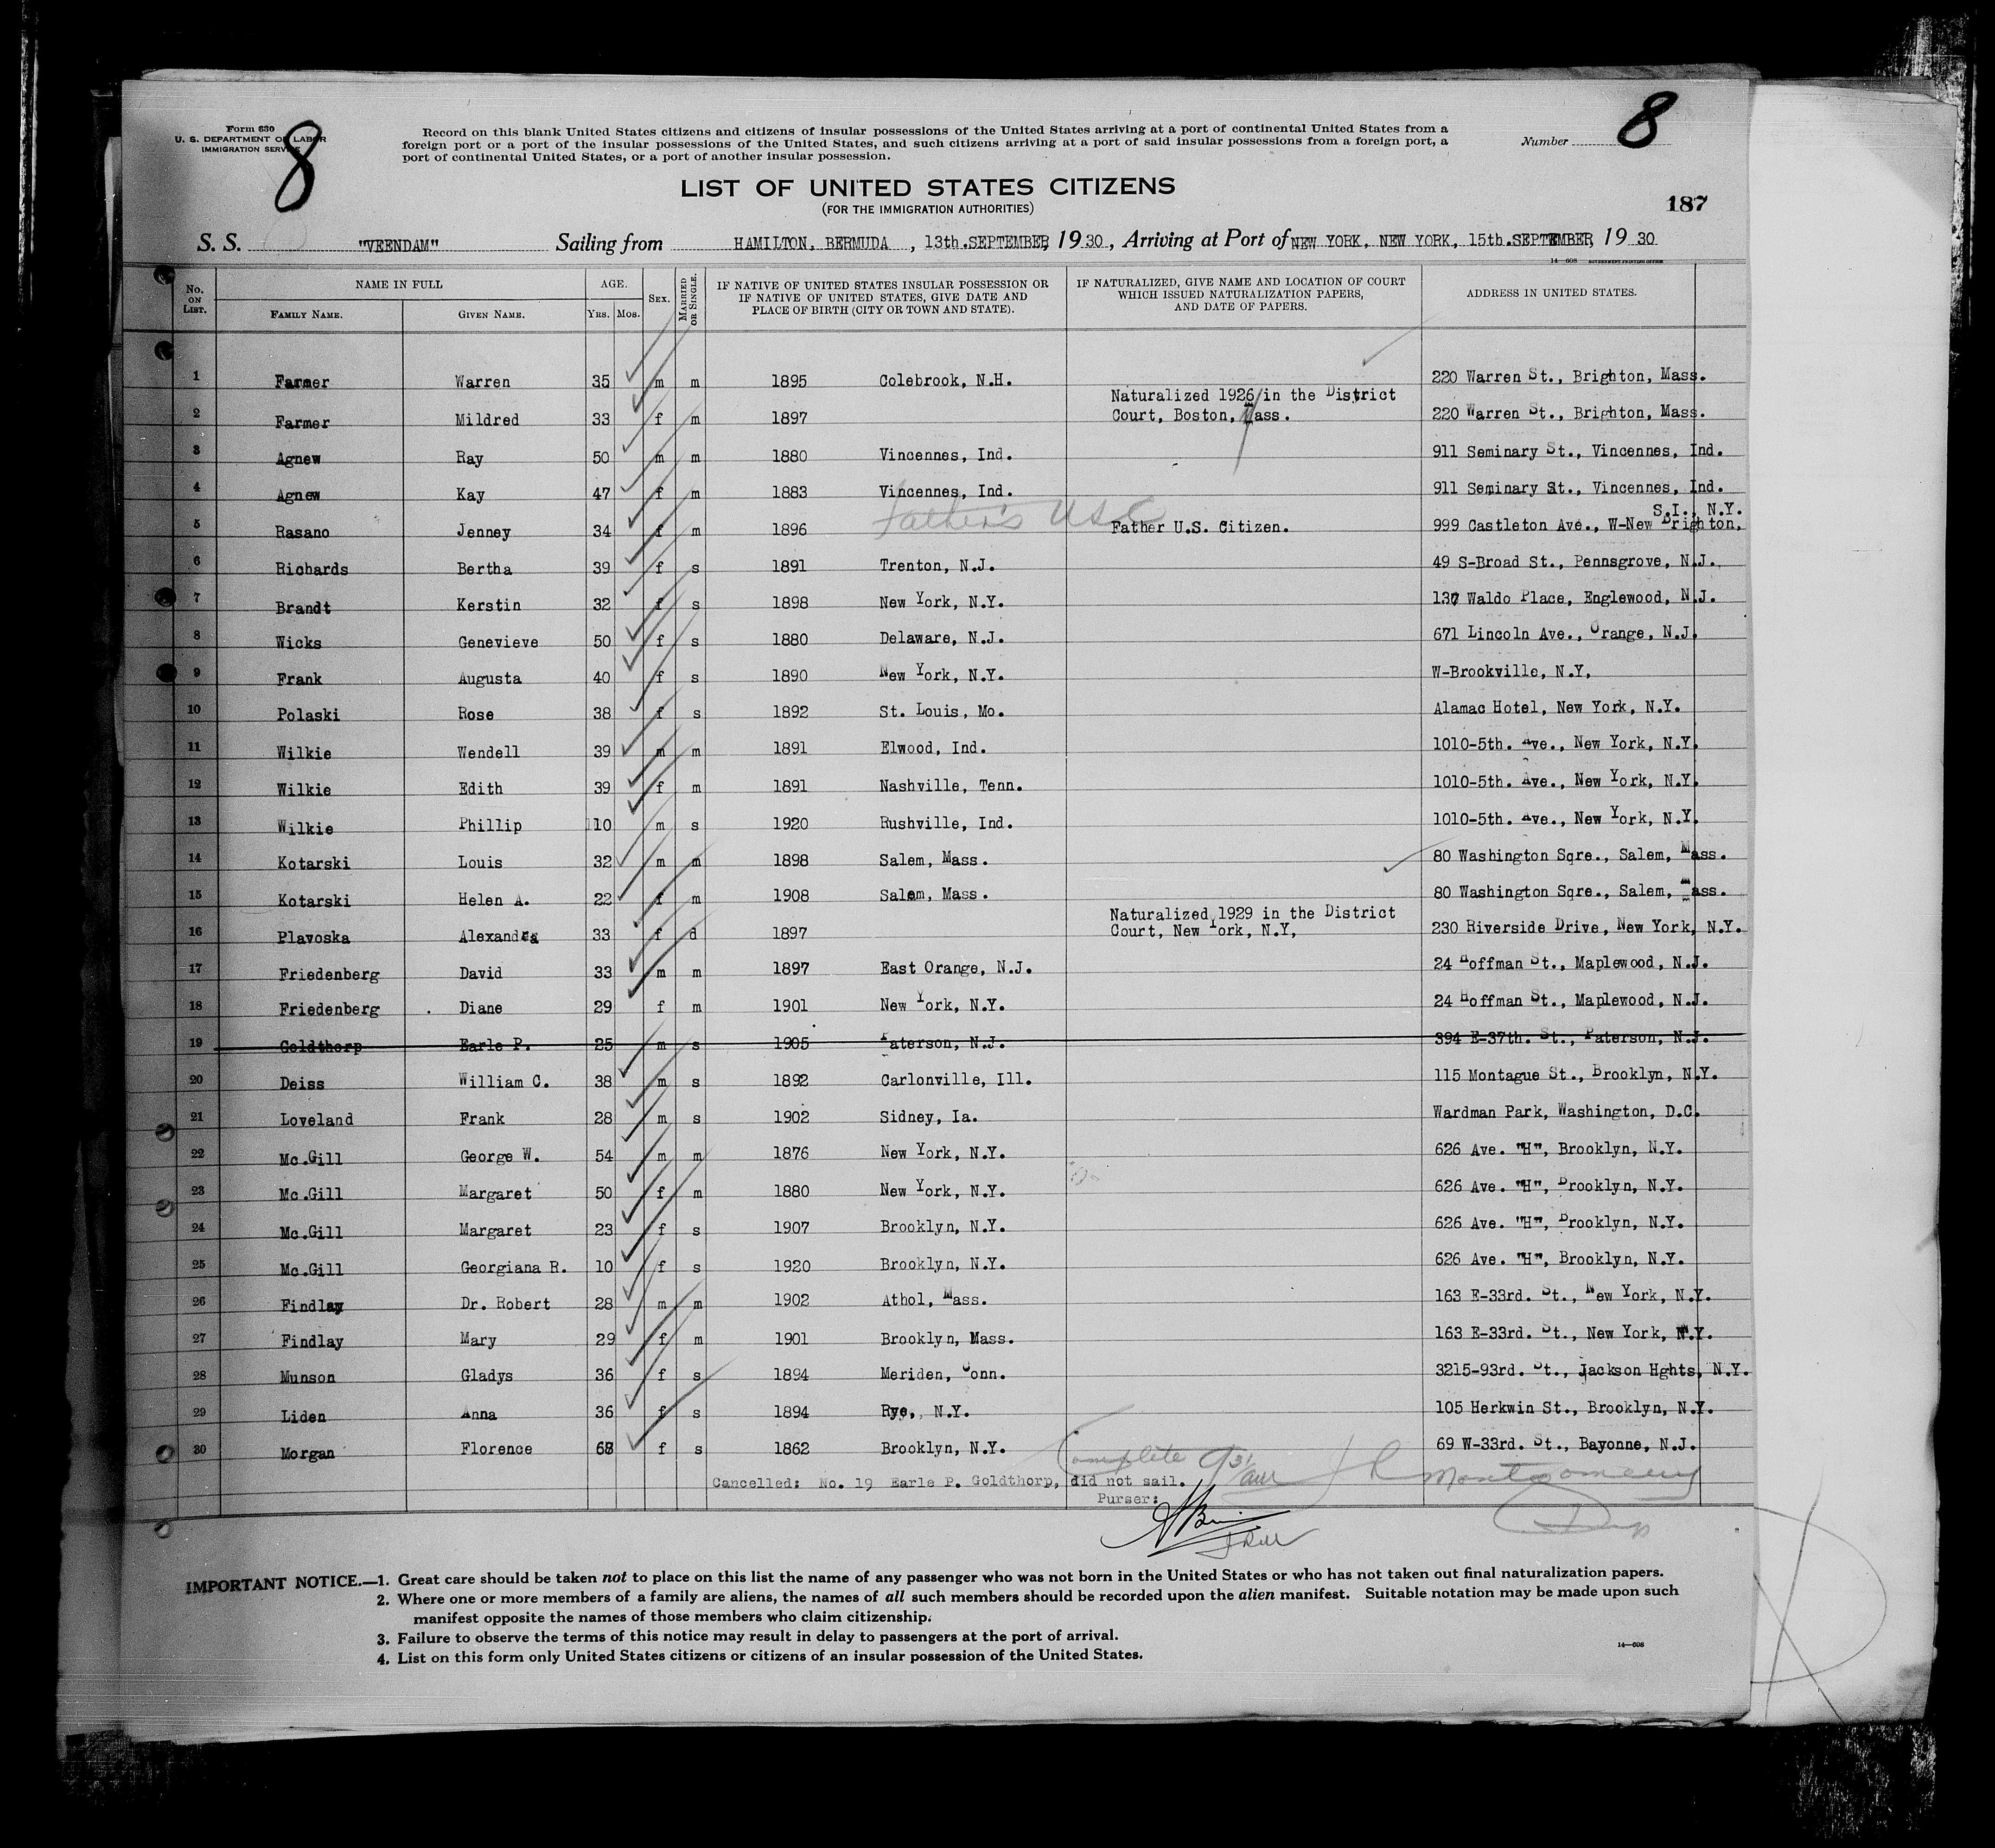 Form 630
U. S. DEPARTMENT OF LABOR
IMMIGRATION SERVICE
8
Record on this blank United States citizens and citizens of insular possessions of the United States arriving at a port of continental United States from a
foreign port or a port of the insular possessions of the United States, and such citizens arriving at a port of said insular possessions from a foreign port, a
port of continental United States, or a port of another insular possession.
Number 8
LIST OF UNITED STATES CITIZENS
(FOR THE IMMIGRATION AUTHORITIES)
187
S. S. "VEENDAM" Sailing from HAMILTON, BERMUDA, 13th.SEPTEMBER, 1930, Arriving at Port of NEW YORK, NEW YORK, 15th.SEPTEMBER, 1930
14—608 GOVERNMENT PRINTING OFFICE
No. ON LIST. NAME IN FULL AGE. SEX. MARRIED OR SINGLE. IF NATIVE OF UNITED STATES INSULAR POSSESSION OR IF NATIVE OF UNITED STATES, GIVE DATE AND PLACE OF BIRTH (CITY OR TOWN AND STATE). IF NATURALIZED, GIVE NAME AND LOCATION OF COURT WHICH ISSUED NATURALIZATION PAPERS, AND DATE OF PAPERS. ADDRESS IN UNITED STATES.
FAMILY NAME. GIVEN NAME. YRS. MOS.
1 Farmer Warren 35 m m 1895 Colebrook, N.H. 220 Warren St., Brighton, Mass.
2 Farmer Mildred 33 f m 1897 Naturalized 1926 in the District Court, Boston, Mass. 220 Warren St., Brighton, Mass.
3 Agnew Ray 50 m m 1880 Vincennes, Ind. 911 Seminary St., Vincennes, Ind.
4 Agnew Kay 47 f m 1883 Vincennes, Ind. 911 Seminary St., Vincennes, Ind.
5 Rasano Jenney 34 f m 1896 Father's USC Father U.S. Citizen. 999 Castleton Ave., W-New Brighton, S.I., N.Y.
6 Richards Bertha 39 f s 1891 Trenton, N.J. 49 S-Broad St., Pennsgrove, N.J.
7 Brandt Kerstin 32 f s 1898 New York, N.Y. 137 Waldo Place, Englewood, N.J.
8 Wicks Genevieve 50 f s 1880 Delaware, N.J. 671 Lincoln Ave., Orange, N.J.
9 Frank Augusta 40 f s 1890 New York, N.Y. W-Brookville, N.Y,
10 Polaski Rose 38 f s 1892 St. Louis, Mo. Alamac Hotel, New York, N.Y.
11 Wilkie Wendell 39 m m 1891 Elwood, Ind. 1010-5th. Ave., New York, N.Y.
12 Wilkie Edith 39 f m 1891 Nashville, Tenn. 1010-5th. Ave., New York, N.Y.
13 Wilkie Phillip 10 m s 1920 Rushville, Ind. 1010-5th. Ave., New York, N.Y.
14 Kotarski Louis 32 m m 1898 Salem, Mass. 80 Washington Sqre., Salem, Mass.
15 Kotarski Helen A. 22 f m 1908 Salem, Mass. 80 Washington Sqre., Salem, Mass.
16 Plavoska Alexandra 33 f d 1897 Naturalized 1929 in the District Court, New York, N.Y, 230 Riverside Drive, New York, N.Y.
17 Friedenberg David 33 m m 1897 East Orange, N.J. 24 Hoffman St., Maplewood, N.J.
18 Friedenberg . Diane 29 f m 1901 New York, N.Y. 24 Hoffman St., Maplewood, N.J.
19 Goldthorp Earle P. 25 m s 1905 Paterson, N.J. 394 E-37th. St., Paterson, N.J.
20 Deiss William C. 38 m s 1892 Carlonville, Ill. 115 Montague St., Brooklyn, N.Y.
21 Loveland Frank 28 m s 1902 Sidney, Ia. Wardman Park, Washington, D.C.
22 Mc.Gill George W. 54 m m 1876 New York, N.Y. 626 Ave. "H", Brooklyn, N.Y.
23 Mc.Gill Margaret 50 f m 1880 New York, N.Y. 626 Ave. "H", Brooklyn, N.Y.
24 Mc.Gill Margaret 23 f s 1907 Brooklyn, N.Y. 626 Ave. "H", Brooklyn, N.Y.
25 Mc.Gill Georgiana R. 10 f s 1920 Brooklyn, N.Y. 626 Ave. "H", Brooklyn, N.Y.
26 Findlay Dr. Robert 28 m m 1902 Athol, Mass. 163 E-33rd. St., New York, N.Y.
27 Findlay Mary 29 f m 1901 Brooklyn, Mass. 163 E-33rd. St., New York, N.Y.
28 Munson Gladys 36 f s 1894 Meriden, Conn. 3215-93rd. St., Jackson Hghts, N.Y.
29 Liden Anna 36 f s 1894 Rye, N.Y. 105 Herkwin St., Brooklyn, N.Y.
30 Morgan Florence 68 f s 1862 Brooklyn, N.Y. 69 W-33rd. St., Bayonne, N.J.
Complete Montgomery
Cancelled: No. 19 Earle P. Goldthorp, did not sail.
Purser:
IMPORTANT NOTICE.—1. Great care should be taken not to place on this list the name of any passenger who was not born in the United States or who has not taken out final naturalization papers.
2. Where one or more members of a family are aliens, the names of all such members should be recorded upon the alien manifest. Suitable notation may be made upon such
manifest opposite the names of those members who claim citizenship.
3. Failure to observe the terms of this notice may result in delay to passengers at the port of arrival.
4. List on this form only United States citizens or citizens of an insular possession of the United States.
14—608